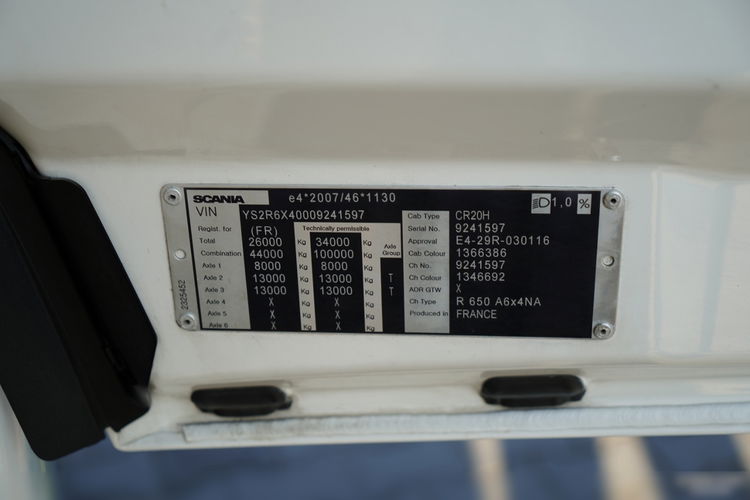 SCANIA e4*2007/46*1130
VIN YS2R6X40009241597
Regist. for (FR) Technically permissible
Total 26000 Kg 34000 Kg Axle Group
Combination 44000 Kg 100000 Kg
Axle 1 8000 Kg 8000 Kg
Axle 2 13000 Kg 13000 Kg T
Axle 3 13000 Kg 13000 Kg T
Axle 4 X Kg X Kg
Axle 5 X Kg X Kg
Axle 6 X Kg X Kg
2325452
1,0 %
Cab Type CR20H
Serial No. 9241597
Approval E4-29R-030116
Cab Colour 1366386
Ch No. 9241597
Ch Colour 1346692
ADR GTW X
Ch Type R 650 A6x4NA
Produced in FRANCE